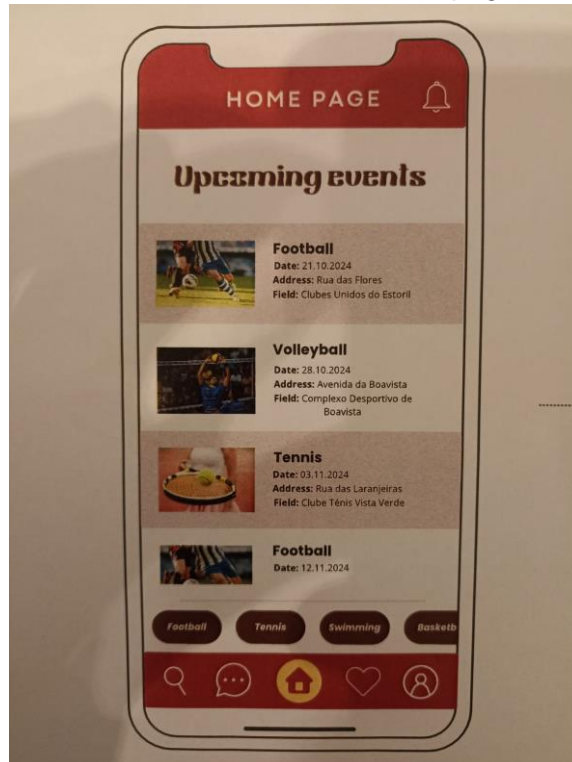 HOME PAGE
Upcoming events
Football
Date: 21.10.2024
Address: Rua das Flores
Field: Clubes Unidos do Estoril
Volleyball
Date: 28.10.2024
Address: Avenida da Boavista
Field: Complexo Desportivo de
Boavista
Tennis
Date: 03.11.2024
Address: Rua das Laranjeiras
Field: Clube Ténis Vista Verde
Football
Date: 12.11.2024
Football
Tennis
Swimming
Basketb